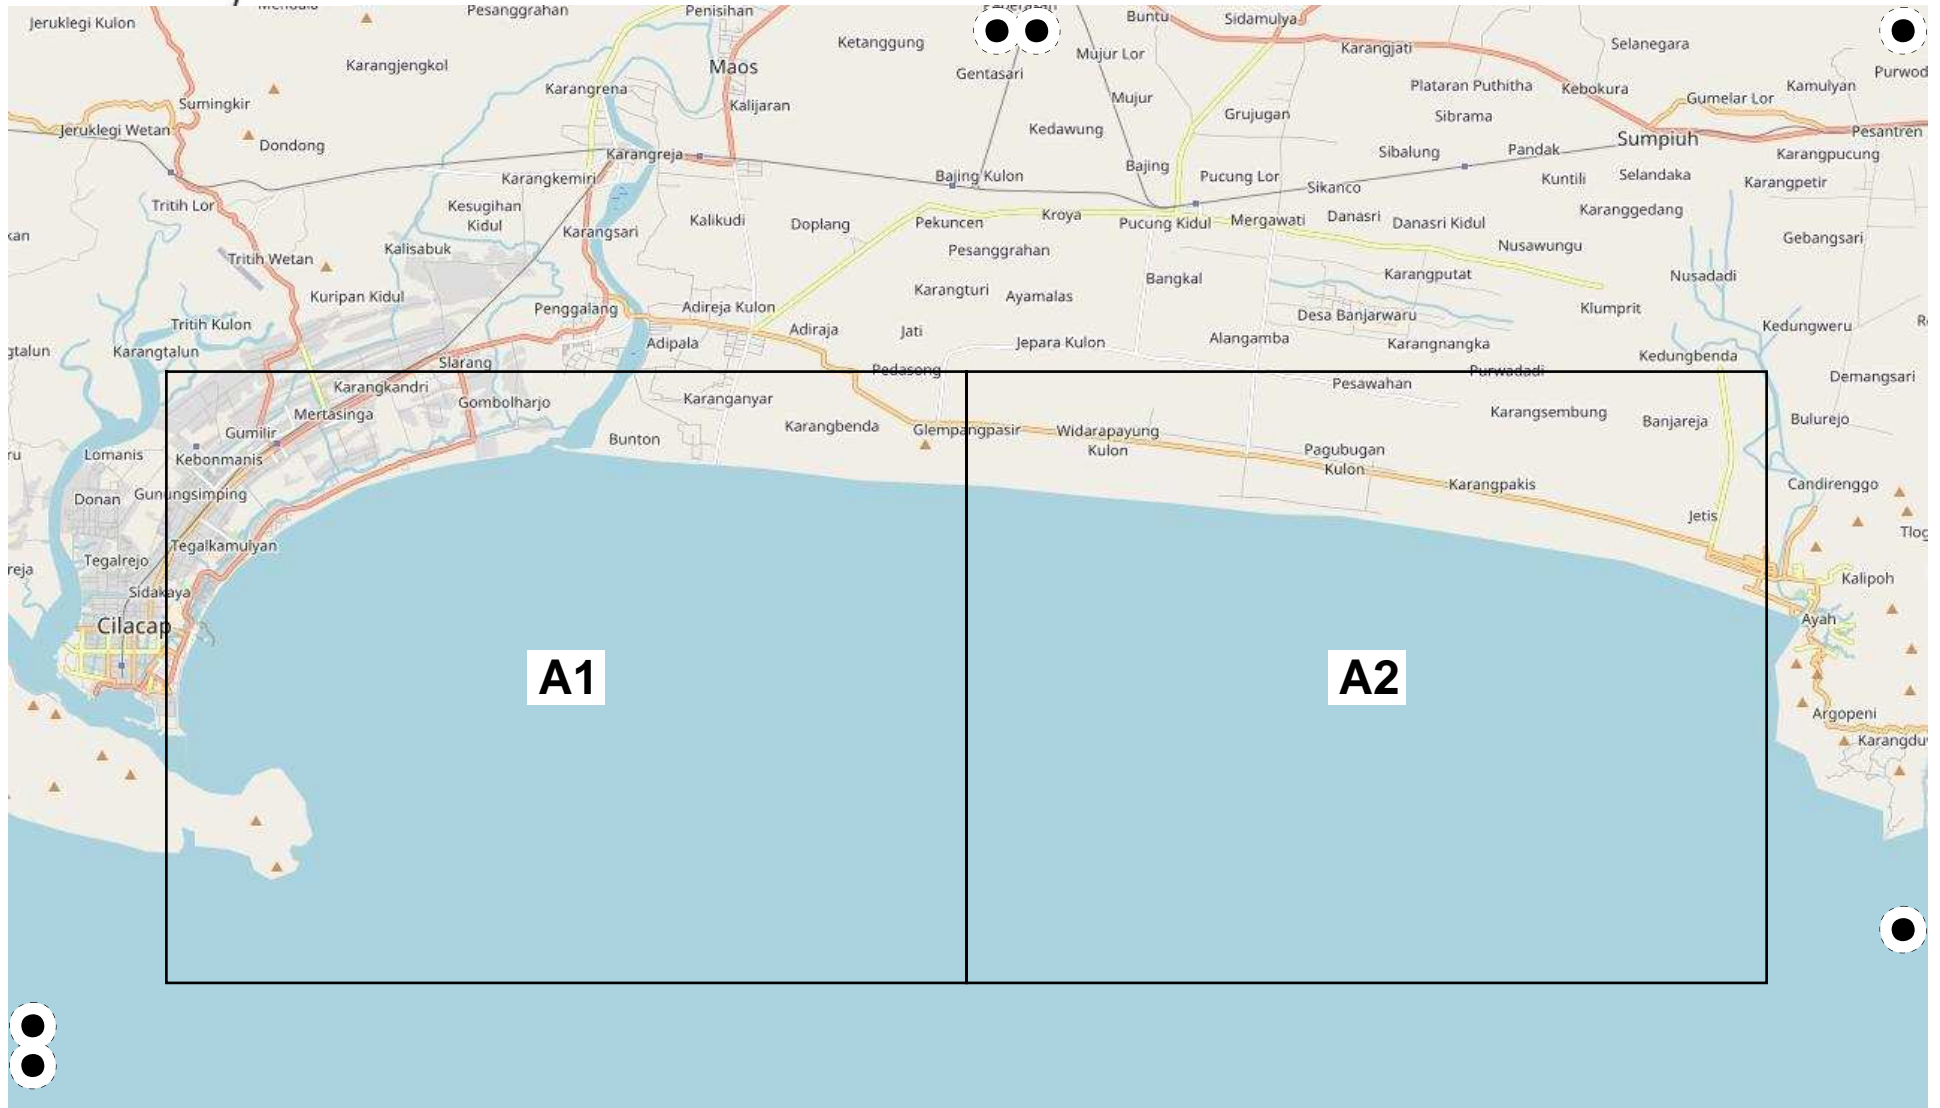 Pesanggrahan
Penisihan
Buntu
Sidamulya
Jeruklegi Kulon
Ketanggung
Mujur Lor
Karangjati
Selanegara
Karangjengkol
Maos
Gentasari
Purwod
Karangrena
Plataran Puthitha
Kebokura
Kamulyan
Sumingkir
Kalijaran
Mujur
Gumelar Lor
Grujugan
Sibrama
Jeruklegi Wetan
Kedawung
Pesantren
Dondong
Karangreja
Sumpiuh
Sibalung
Pandak
Karangpucung
Bajing
Karangkemiri
Bajing Kulon
Pucung Lor
Sikanco
Kuntili
Selandaka
Karangpetir
Tritih Lor
Kesugihan
Kidul
Kalikudi
Doplang
Pekuncen
Kroya
Pucung Kidul
Mergawati
Danasri
Danasri Kidul
Karanggedang
kan
Karangsari
Kalisabuk
Pesanggrahan
Nusawungu
Gebangsari
Tritih Wetan
Bangkal
Karangputat
Nusadadi
Kuripan Kidul
Karangturi
Ayamalas
Penggalang
Adireja Kulon
Klumprit
Tritih Kulon
Adiraja
Jati
Desa Banjarwaru
Kedungweru
gtalun
Karangtalun
Adipala
Jepara Kulon
Alangamba
Karangnangka
Kedungbenda
Slarang
Pedasong
Purwadadi
Demangsari
Karangkandri
Pesawahan
Gombolharjo
Karanganyar
Mertasinga
Karangsembung
Banjareja
Bulurejo
Gumilir
Bunton
Karangbenda
Glempangpasir
Widarapayung
Kulon
ru
Lomanis
Kebonmanis
Pagubugan
Kulon
Donan
Gunungsimping
Karangpakis
Candirenggo
Jetis
Tlog
Tegalkamulyan
Tegalrejo
reja
Kalipoh
Sidakaya
Cilacap
Ayah
A1
A2
Argopeni
Karangdu